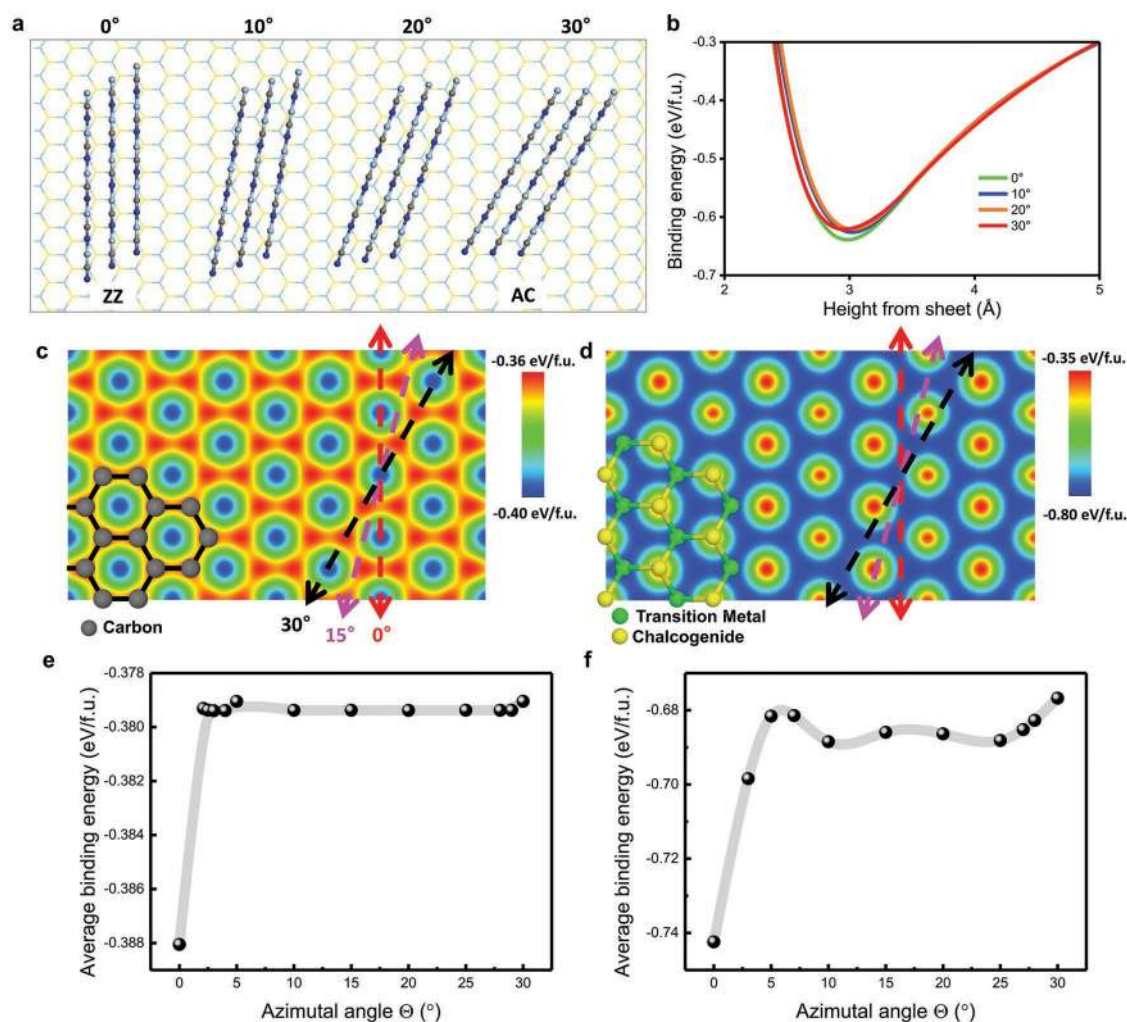 a
0° 10° 20° 30°
ZZ AC
b
-0.3
-0.4
-0.5
-0.6
-0.7
Binding energy (eV/f.u.)
0°
10°
20°
30°
2 3 4 5
Height from sheet (Å)
c
-0.36 eV/f.u.
-0.40 eV/f.u.
Carbon
30° 15° 0°
d
-0.35 eV/f.u.
-0.80 eV/f.u.
Transition Metal
Chalcogenide
e
-0.378
-0.380
-0.382
-0.384
-0.386
-0.388
Average binding energy (eV/f.u.)
0 5 10 15 20 25 30
Azimutal angle Θ (°)
f
-0.68
-0.70
-0.72
-0.74
Average binding energy (eV/f.u.)
0 5 10 15 20 25 30
Azimutal angle Θ (°)